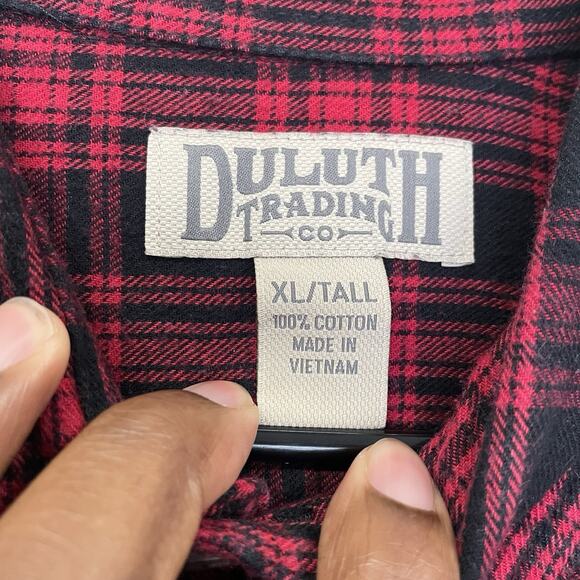 DULUTH
TRADING
CO
XL/TALL
100% COTTON
MADE IN
VIETNAM